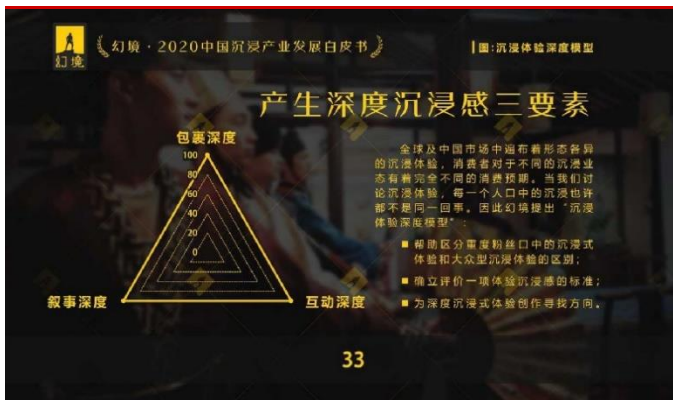 幻境
幻境·2020中国沉浸产业发展白皮书
图:沉浸体验深度模型
产生深度沉浸感三要素
包裹深度
100
80
60
40
20
0
叙事深度
互动深度
全球及中国市场中遍布着形态各异
的沉浸体验，消费者对于不同的沉浸业
态有着完全不同的消费预期。当我们讨
论沉浸体验，每一个人口中的沉浸也许
都不是同一回事。因此幻境提出“沉浸
体验深度模型”：
■ 帮助区分重度粉丝口中的沉浸式
体验和大众型沉浸体验的区别；
■ 确立评价一项体验沉浸感的标准；
■ 为深度沉浸式体验创作寻找方向。
33